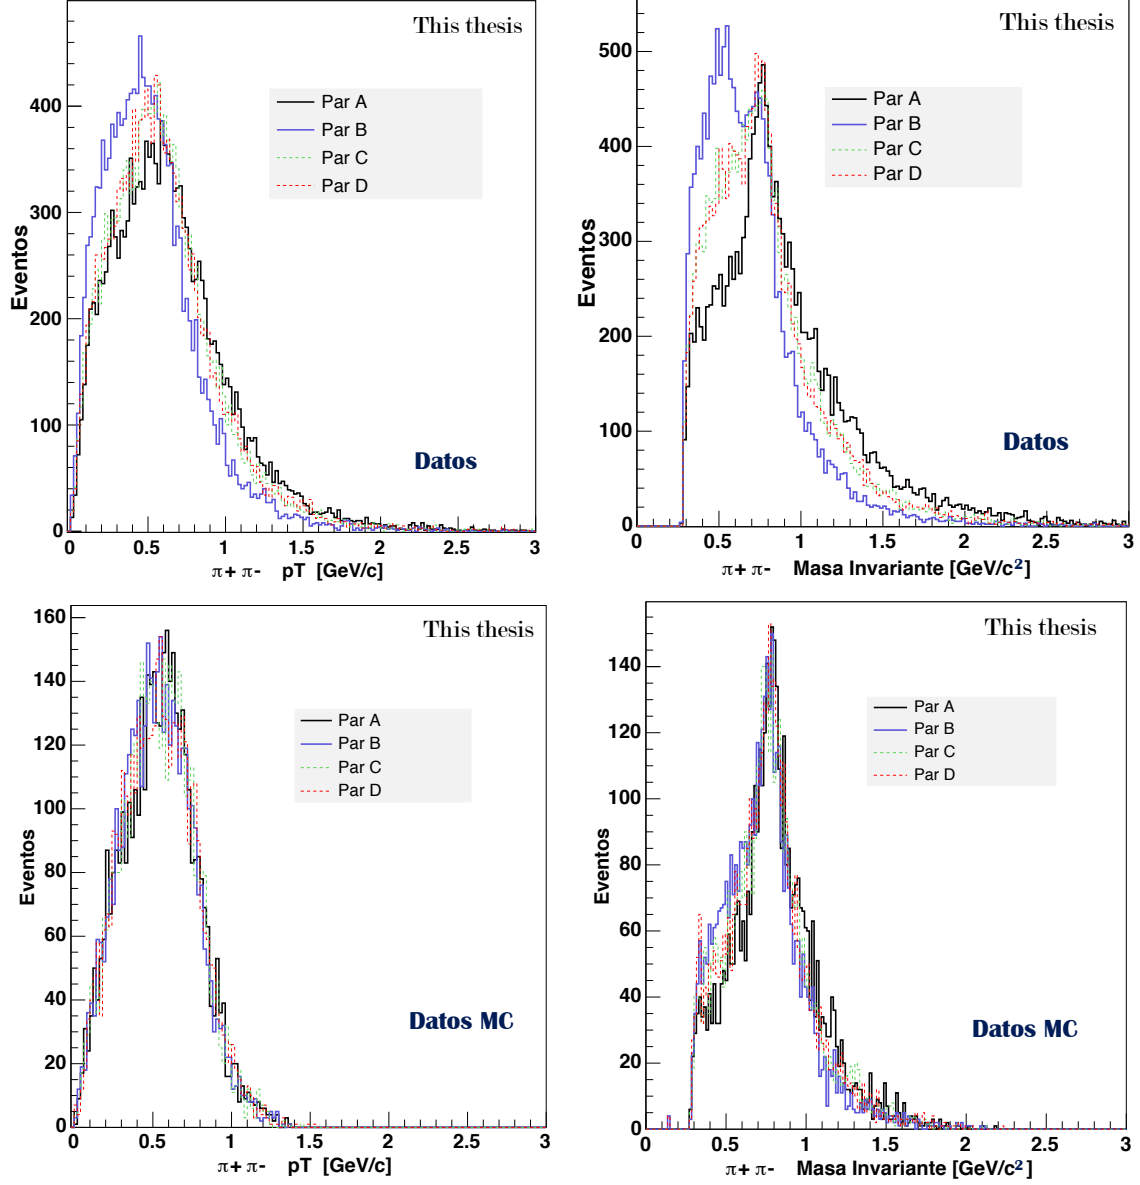 This thesis
Eventos
400
300
200
100
0
Par A
Par B
Par C
Par D
Datos
0 0.5 1 1.5 2 2.5 3
π+ π- pT [GeV/c]
This thesis
Eventos
500
400
300
200
100
0
Par A
Par B
Par C
Par D
Datos
0 0.5 1 1.5 2 2.5 3
π+ π- Masa Invariante [GeV/c²]
This thesis
Eventos
160
140
120
100
80
60
40
20
0
Par A
Par B
Par C
Par D
Datos MC
0 0.5 1 1.5 2 2.5 3
π+ π- pT [GeV/c]
This thesis
Eventos
140
120
100
80
60
40
20
0
Par A
Par B
Par C
Par D
Datos MC
0 0.5 1 1.5 2 2.5 3
π+ π- Masa Invariante [GeV/c²]